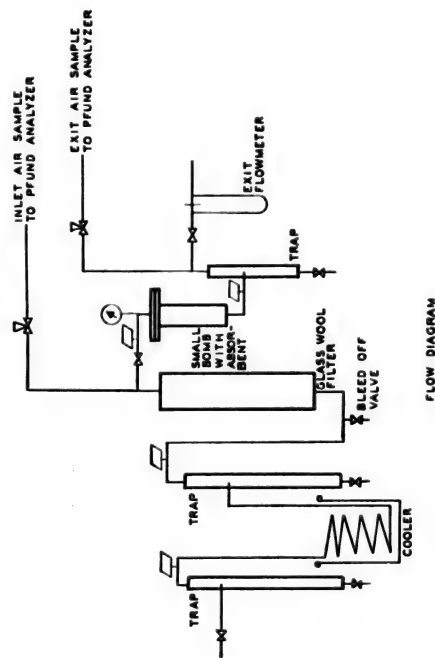 INLET AIR SAMPLE
TO PFUND ANALYZER
EXIT AIR SAMPLE
TO PFUND ANALYZER
EXIT
FLOWMETER
TRAP
SMALL
BOMB
WITH
ABSOR-
BENT
GLASS WOOL
FILTER
BLEED OFF
VALVE
TRAP
COOLER
TRAP
FLOW DIAGRAM